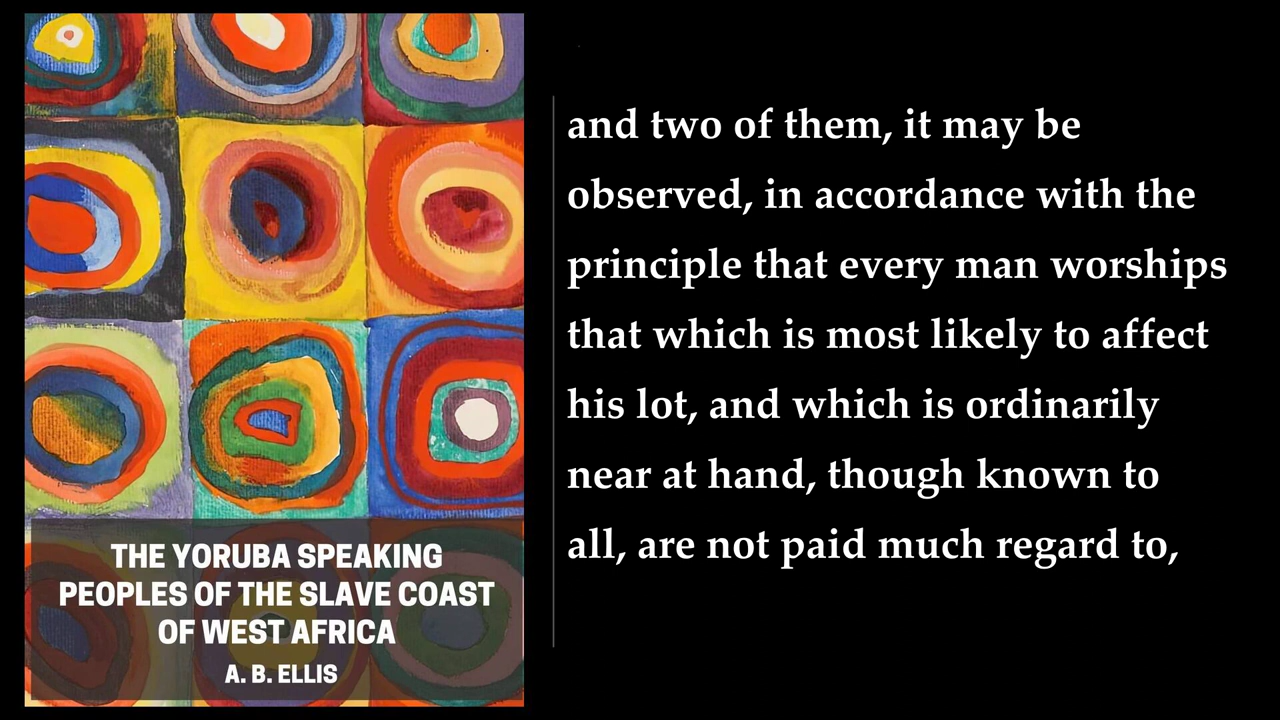 THE YORUBA SPEAKING
PEOPLES OF THE SLAVE COAST
OF WEST AFRICA
A. B. ELLIS
and two of them, it may be
observed, in accordance with the
principle that every man worships
that which is most likely to affect
his lot, and which is ordinarily
near at hand, though known to
all, are not paid much regard to,